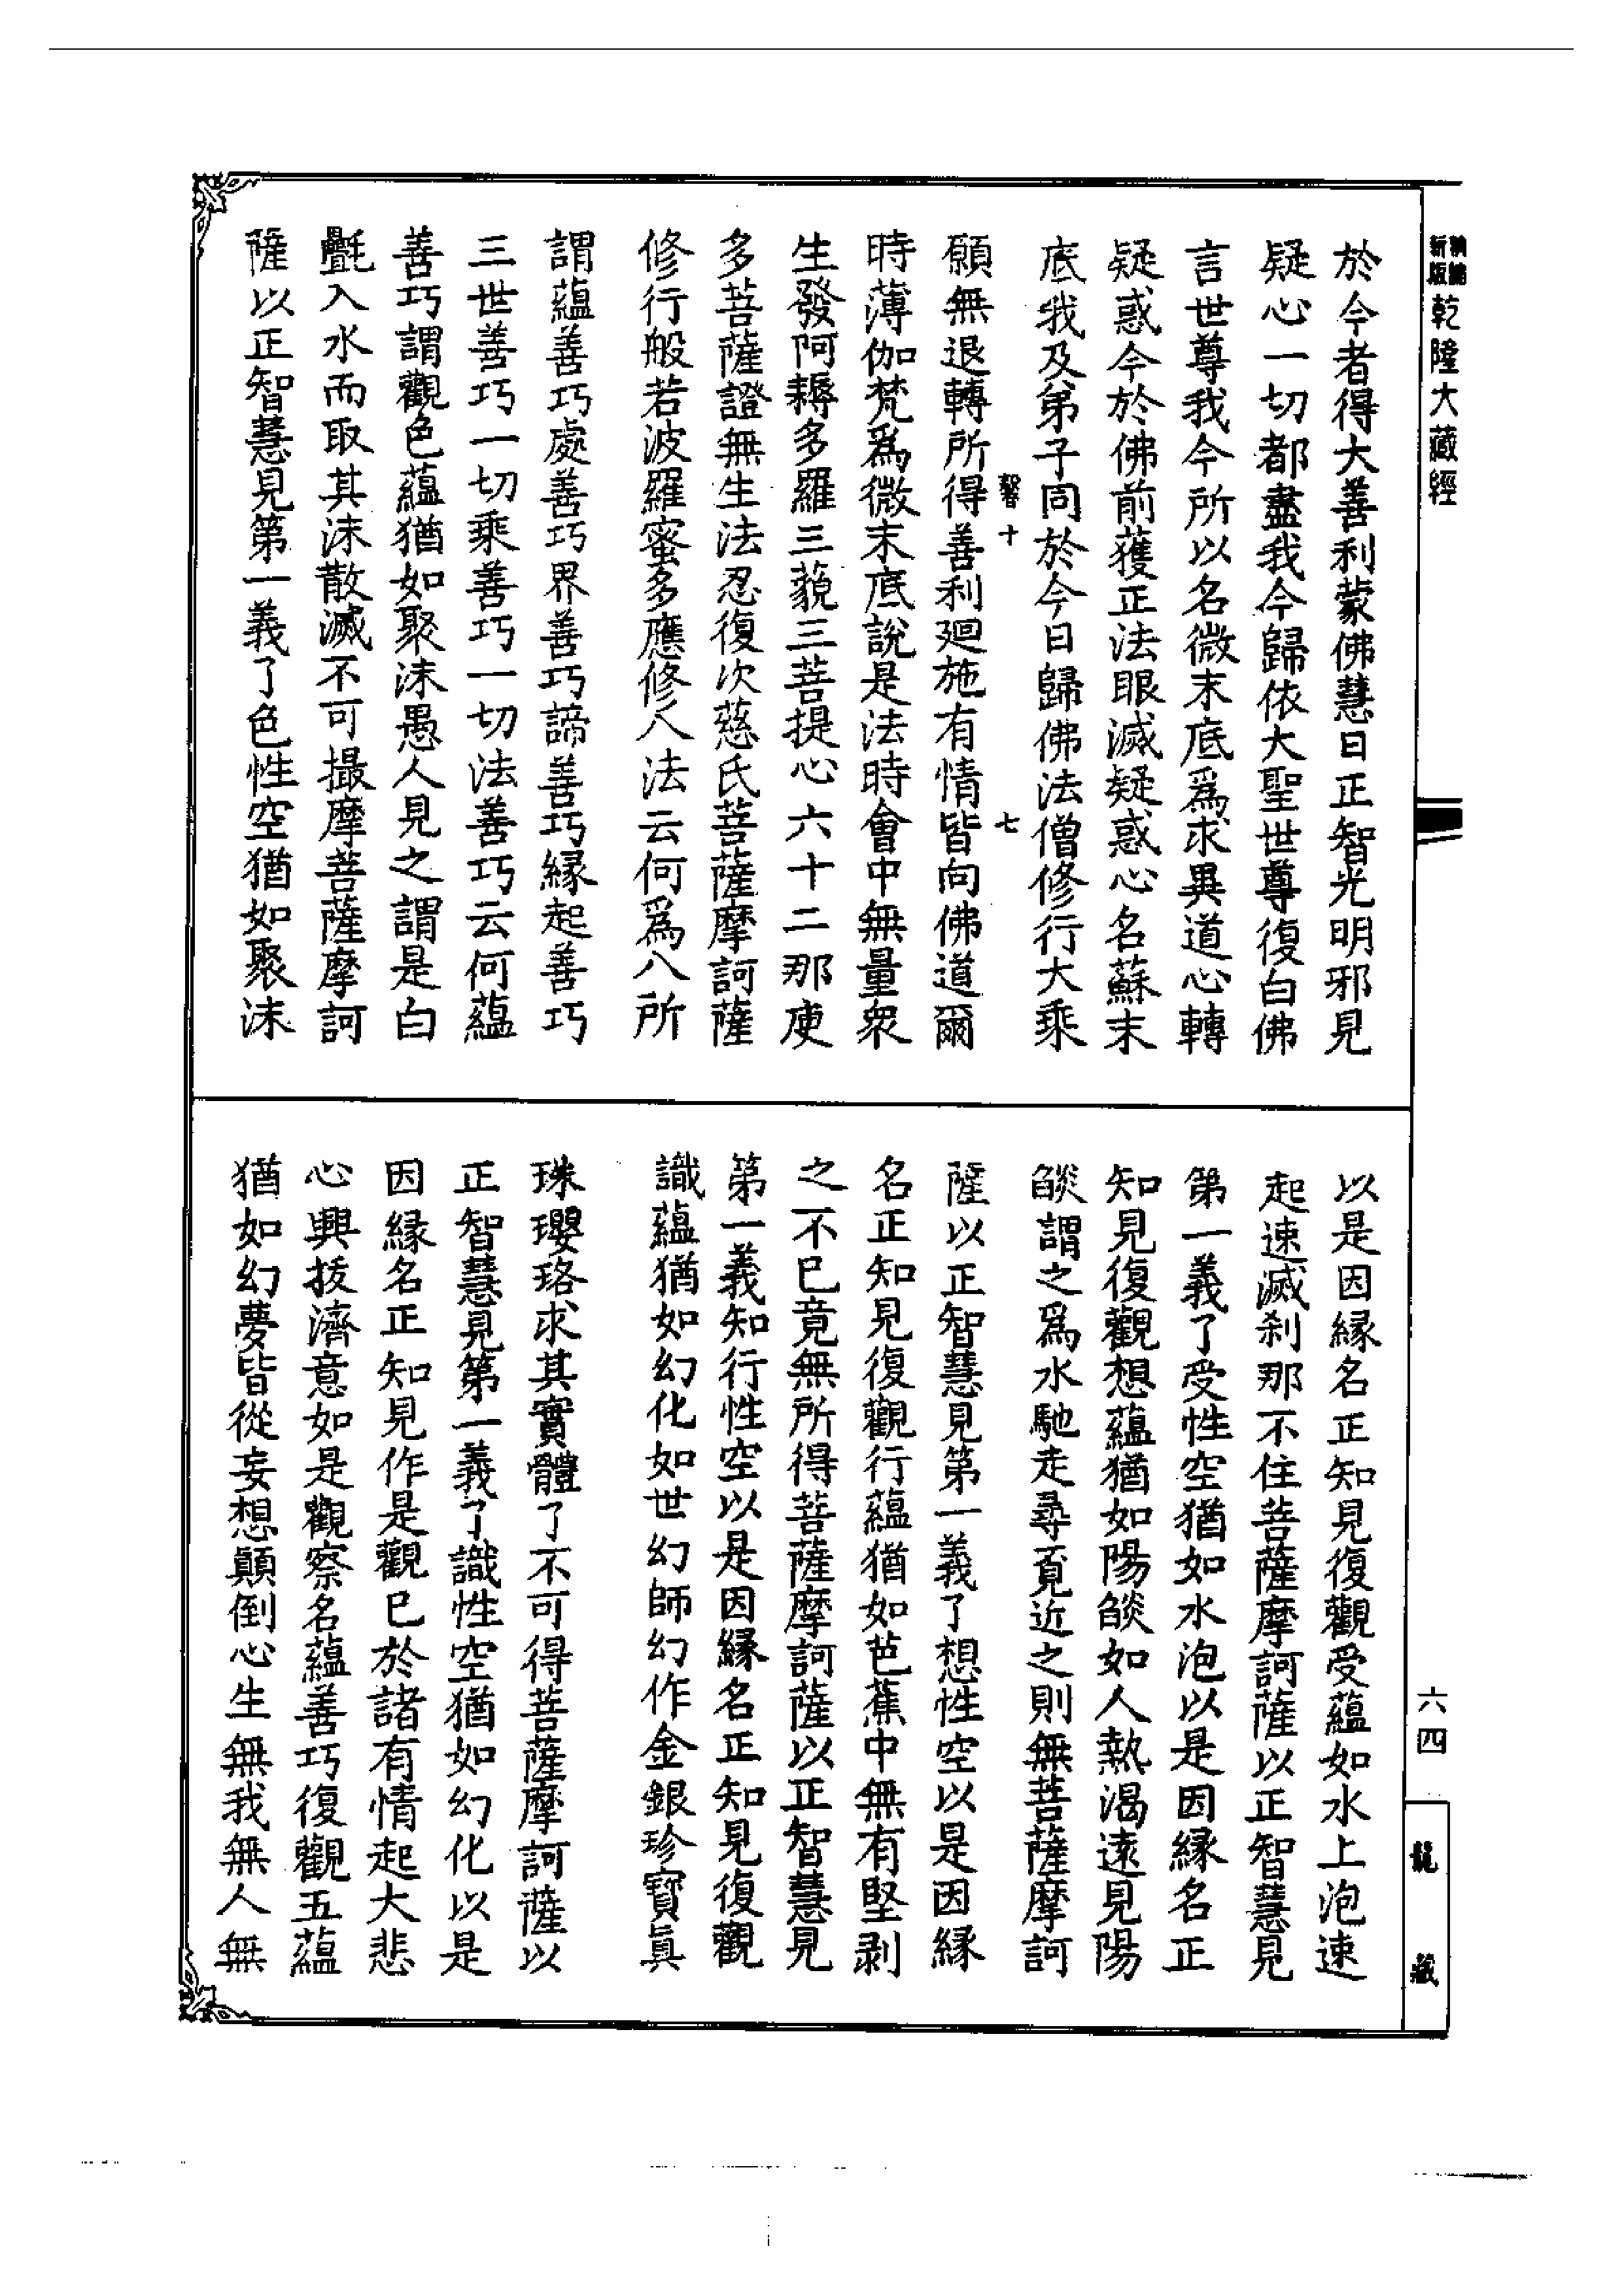 新版
乾隆大藏經
於今者得大善利蒙佛慧日正智光明邪見
疑心一切都盡我今歸依大聖世尊復白佛
言世尊我今所以名微末底爲求異道心轉
疑惑今於佛前獲正法眼滅疑惑心名蘇末
底我及弟子同於今日歸佛法僧修行大乘
十 七
願無退轉所得善利廻施有情皆向佛道爾
時薄伽梵爲微末底說是法時會中無量衆
生發阿耨多羅三藐三菩提心六十二那庾
多菩薩證無生法忍復次慈氏菩薩摩訶薩
修行般若波羅蜜多應修八法云何爲八所
謂蘊善巧處善巧界善巧諦善巧緣起善巧
三世善巧一切乘善巧一切法善巧云何蘊
善巧謂觀色蘊猶如聚沫愚人見之謂是白
㲲入水而取其沫散滅不可撮摩菩薩摩訶
薩以正智慧見第一義了色性空猶如聚沫
以是因緣名正知見復觀受蘊如水上泡速
起速滅刹那不住菩薩摩訶薩以正智慧見
第一義了受性空猶如水泡以是因緣名正
知見復觀想蘊猶如陽燄如人熱渴遠見陽
燄謂之爲水馳走尋覓近之則無菩薩摩訶
薩以正智慧見第一義了想性空以是因緣
名正知見復觀行蘊猶如芭蕉中無有堅剥
之不已竟無所得菩薩摩訶薩以正智慧見
第一義知行性空以是因緣名正知見復觀
識蘊猶如幻化如世幻師幻作金銀珍寶真
珠瓔珞求其實體了不可得菩薩摩訶薩以
正智慧見第一義了識性空猶如幻化以是
因緣名正知見作是觀已於諸有情起大悲
心興拔濟意如是觀察名蘊善巧復觀五蘊
猶如幻夢皆從妄想顛倒心生無我無人無
六四
龍藏